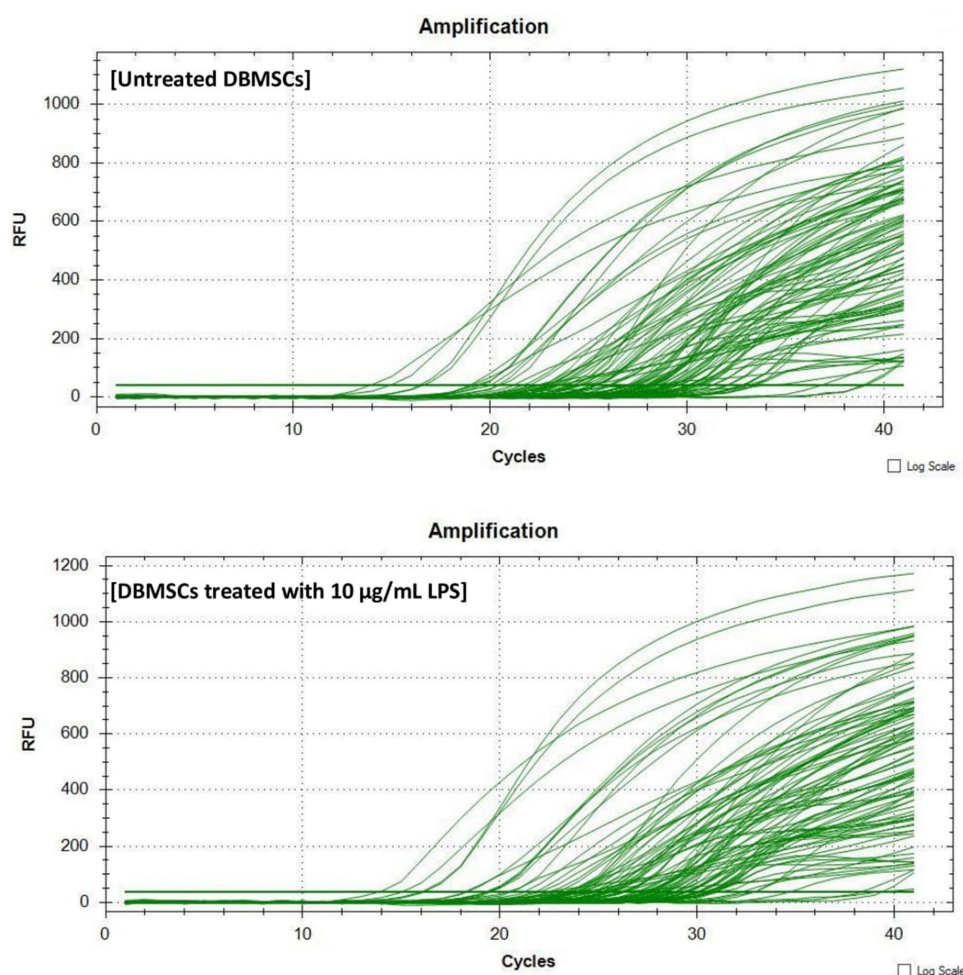 Amplification
[Untreated DBMSCs]
1000
800
600
400
200
0
RFU
0 10 20 30 40
Cycles
Log Scale
Amplification
1200
[DBMSCs treated with 10 µg/mL LPS]
1000
800
600
400
200
0
RFU
0 10 20 30 40
Cycles
Log Scale